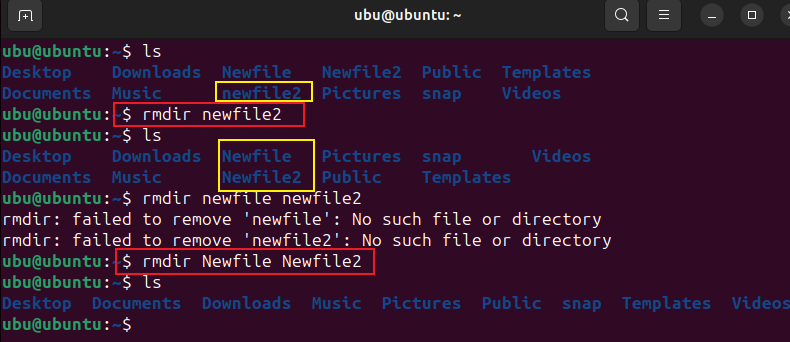 ubu@ubuntu: ~
ubu@ubuntu:~$ ls
Desktop Downloads Newfile Newfile2 Public Templates
Documents Music newfile2 Pictures snap Videos
ubu@ubuntu:~$ rmdir newfile2
ubu@ubuntu:~$ ls
Desktop Downloads Newfile Pictures snap Videos
Documents Music Newfile2 Public Templates
ubu@ubuntu:~$ rmdir newfile newfile2
rmdir: failed to remove 'newfile': No such file or directory
rmdir: failed to remove 'newfile2': No such file or directory
ubu@ubuntu:~$ rmdir Newfile Newfile2
ubu@ubuntu:~$ ls
Desktop Documents Downloads Music Pictures Public snap Templates Videos
ubu@ubuntu:~$